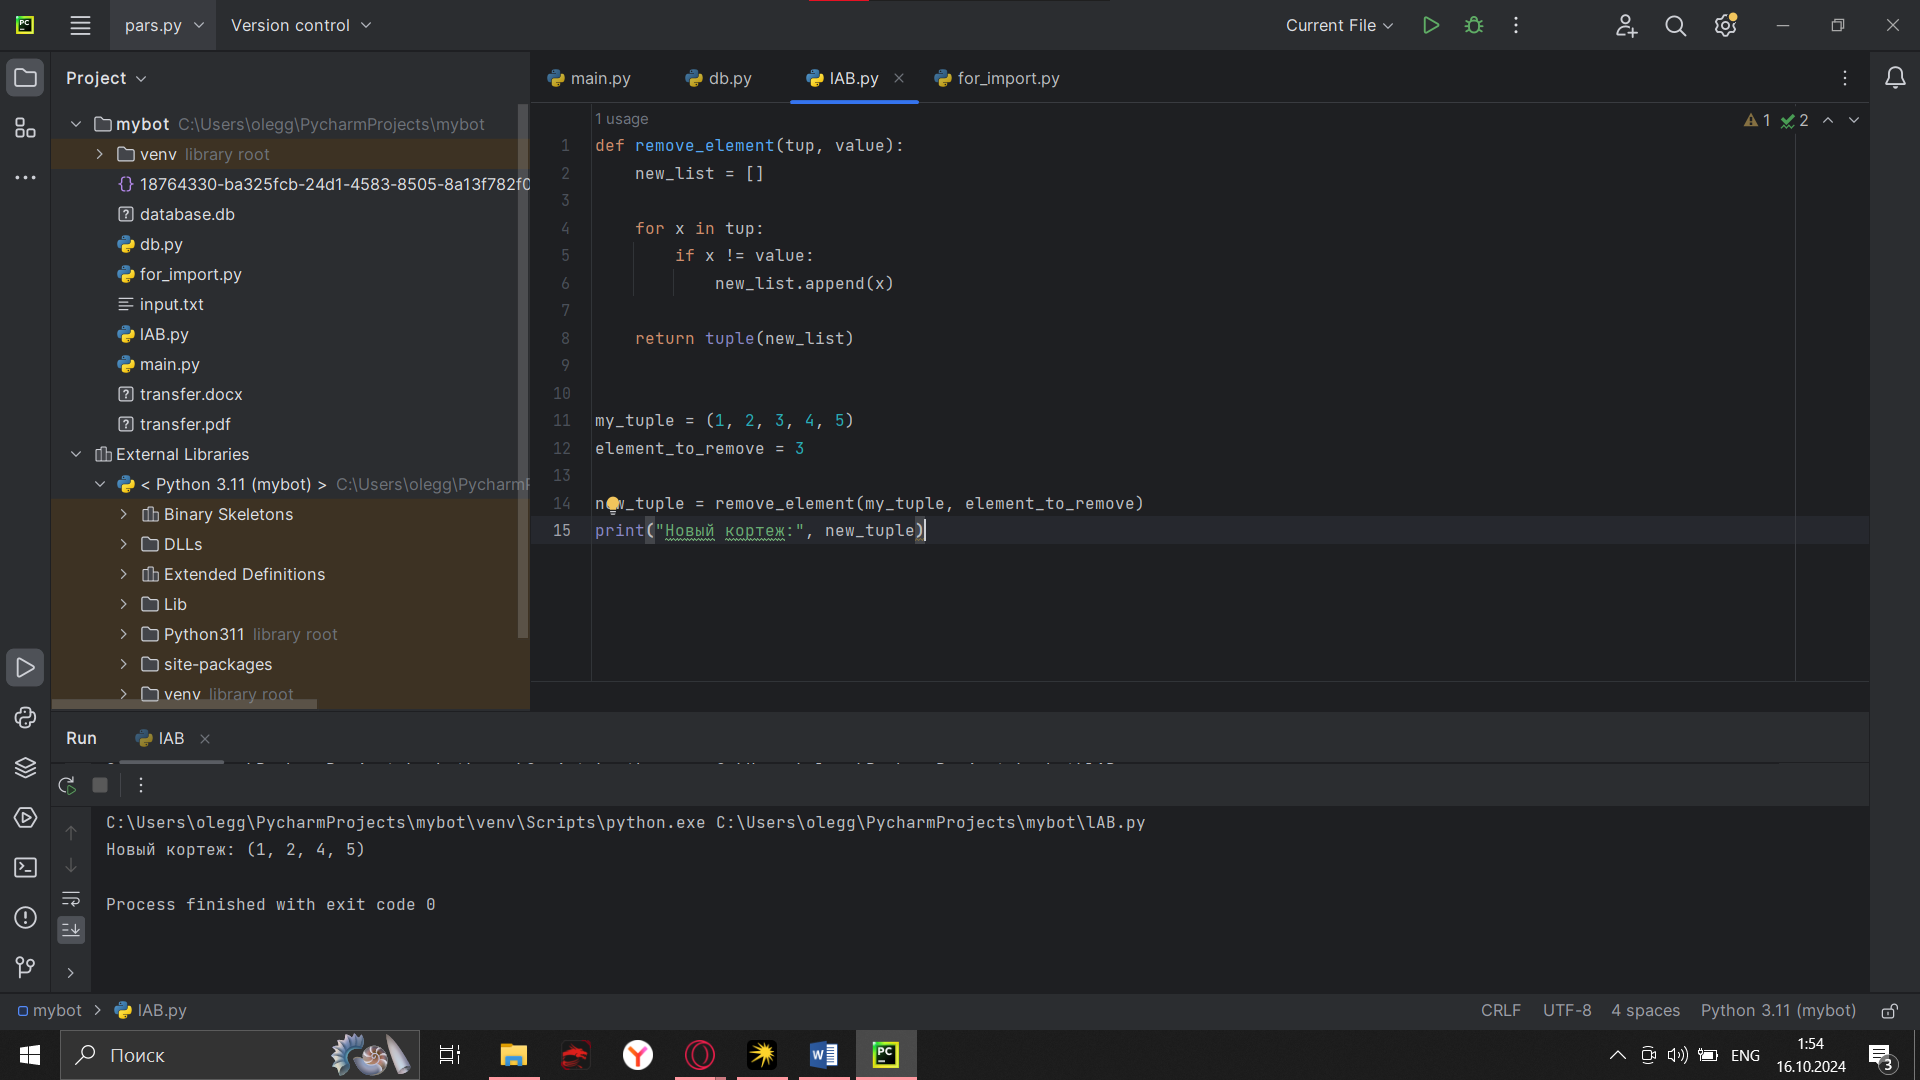 pars.py
Version control
Current File
Project
main.py
db.py
lAB.py
for_import.py
mybot C:\Users\olegg\PycharmProjects\mybot
venv library root
18764330-ba325fcb-24d1-4583-8505-8a13f782f0
database.db
db.py
for_import.py
input.txt
lAB.py
main.py
transfer.docx
transfer.pdf
External Libraries
< Python 3.11 (mybot) > C:\Users\olegg\Pycharm
Binary Skeletons
DLLs
Extended Definitions
Lib
Python311 library root
site-packages
venv library root
1 usage
1 2
1 def remove_element(tup, value):
2 new_list = []
3
4 for x in tup:
5 if x != value:
6 new_list.append(x)
7
8 return tuple(new_list)
9
10
11 my_tuple = (1, 2, 3, 4, 5)
12 element_to_remove = 3
13
14 new_tuple = remove_element(my_tuple, element_to_remove)
15 print("Новый кортеж:", new_tuple)
Run
lAB
C:\Users\olegg\PycharmProjects\mybot\venv\Scripts\python.exe C:\Users\olegg\PycharmProjects\mybot\lAB.py
Новый кортеж: (1, 2, 4, 5)
Process finished with exit code 0
mybot > lAB.py
CRLF UTF-8 4 spaces Python 3.11 (mybot)
Поиск
ENG
1:54
16.10.2024
3